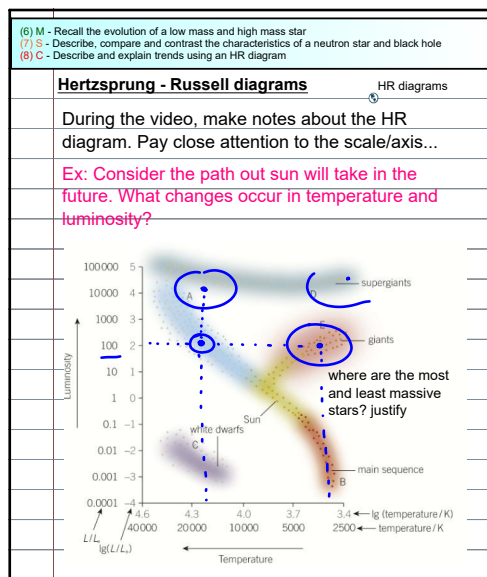 (6) M - Recall the evolution of a low mass and high mass star
(7) S - Describe, compare and contrast the characteristics of a neutron star and black hole
(8) C - Describe and explain trends using an HR diagram
Hertzsprung - Russell diagrams
HR diagrams
During the video, make notes about the HR
diagram. Pay close attention to the scale/axis...
Ex: Consider the path out sun will take in the
future. What changes occur in temperature and
luminosity?
100000 5
10000 4
1000 3
100 2
10 1
1 0
0.1 −1
0.01 −2
0.001 −3
0.0001 −4
Luminosity
A
D
supergiants
E
giants
where are the most
and least massive
stars? justify
Sun
white dwarfs
C
main sequence
B
4.6 4.3 4.0 3.7 3.4 lg (temperature / K)
40000 20000 10000 5000 2500 temperature / K
L/Lₛ lg(L/Lₛ)
Temperature